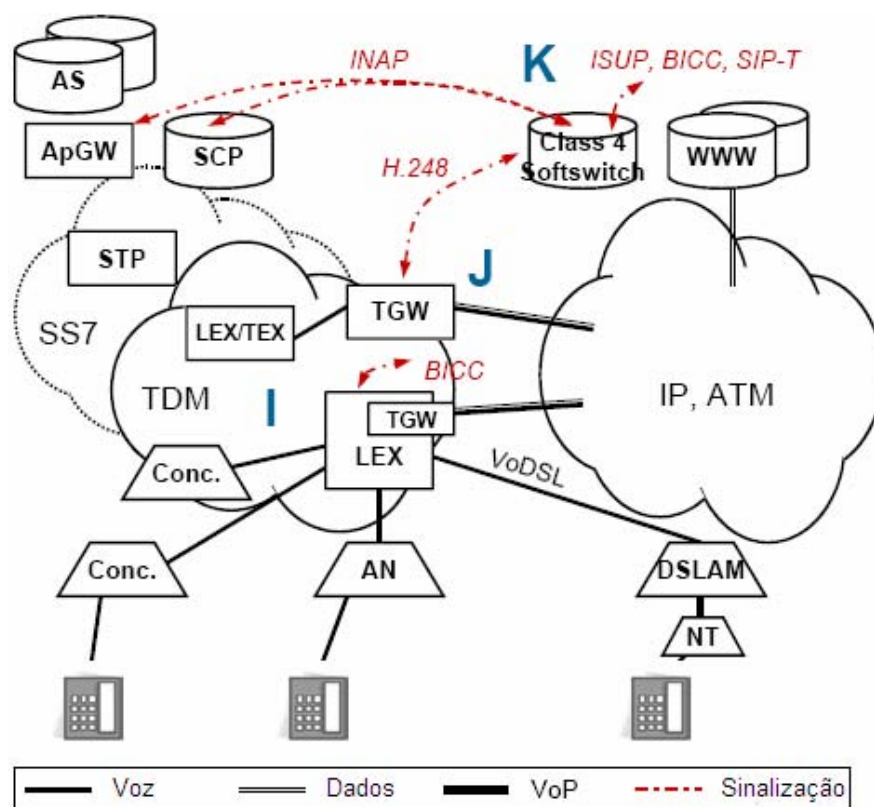 AS
INAP
K
ISUP, BICC, SIP-T
ApGW
SCP
Class 4
Softswitch
WWW
H.248
STP
J
TGW
LEX/TEX
SS7
BICC
TDM
I
TGW
IP, ATM
LEX
VoDSL
Conc.
Conc.
AN
DSLAM
NT
Voz
Dados
VoP
Sinalização